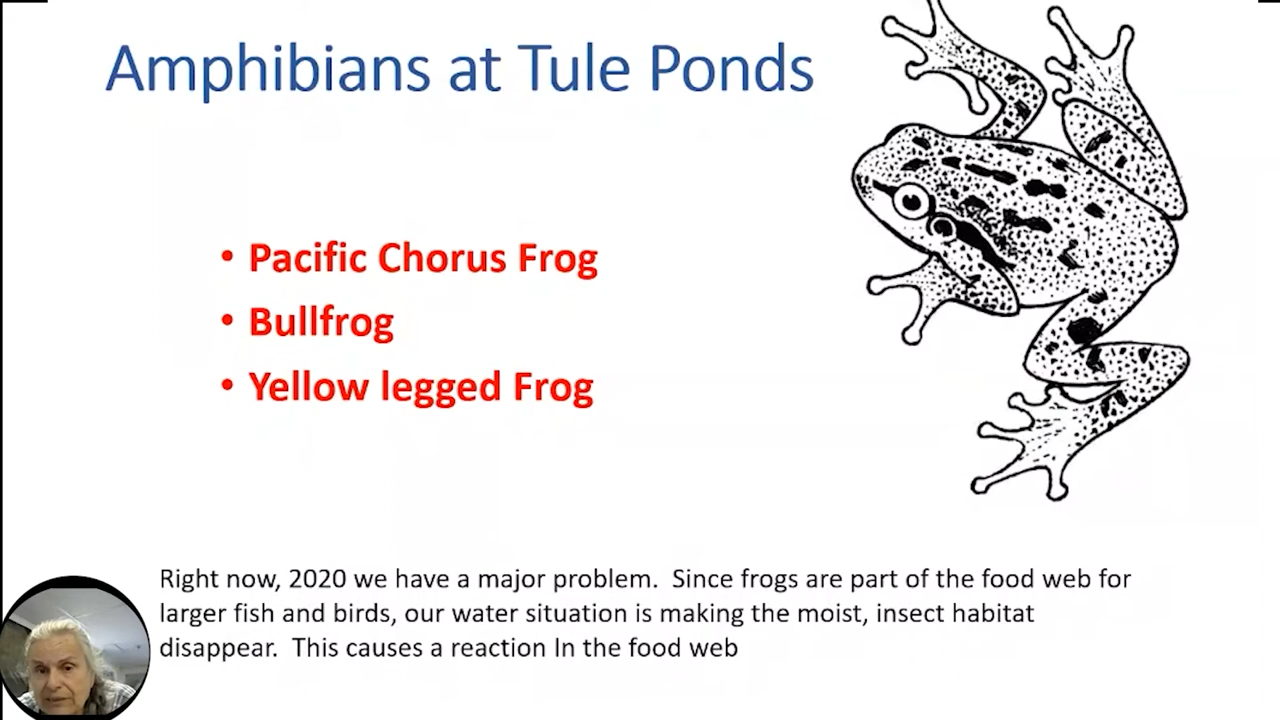 Amphibians at Tule Ponds
• Pacific Chorus Frog
• Bullfrog
• Yellow legged Frog
Right now, 2020 we have a major problem.  Since frogs are part of the food web for
larger fish and birds, our water situation is making the moist, insect habitat
disappear.  This causes a reaction In the food web